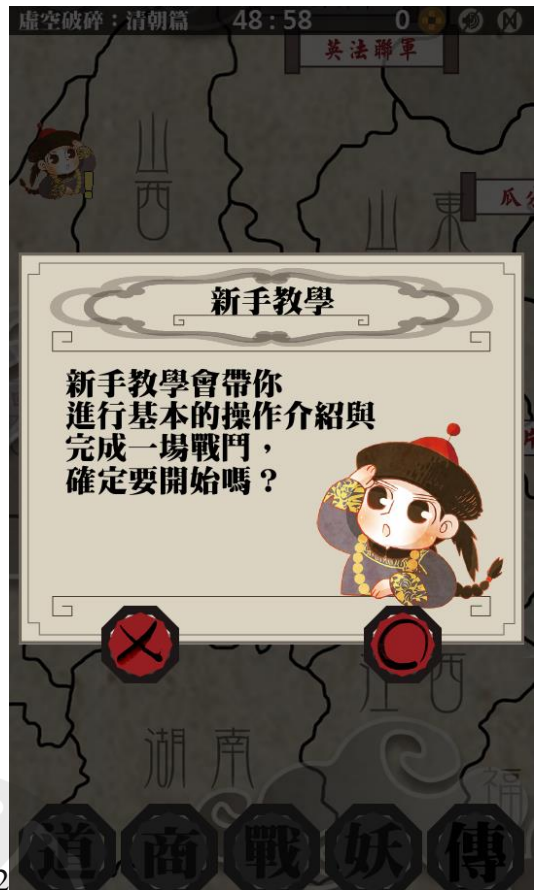 虛空破碎：清朝篇 48：58 0
英法聯軍
山西
山東
瓜分
新手教學
新手教學會帶你
進行基本的操作介紹與
完成一場戰鬥，
確定要開始嗎？
江西
湖南
福
道 商 戰 妖 傳
2